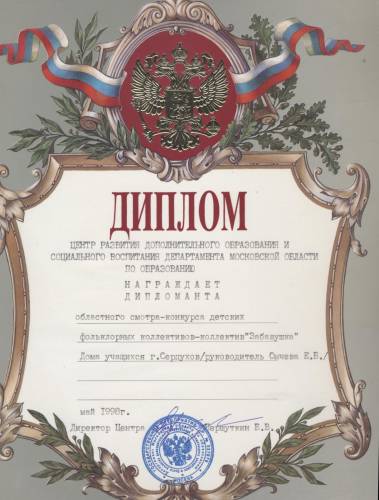 ДИПЛОМ
ЦЕНТР РАЗВИТИЯ ДОПОЛНИТЕЛЬНОГО ОБРАЗОВАНИЯ И
СОЦИАЛЬНОГО ВОСПИТАНИЯ ДЕПАРТАМЕНТА МОСКОВСКОЙ ОБЛАСТИ
ПО ОБРАЗОВАНИЮ
НАГРАЖДАЕТ
ДИПЛОМАНТА
областного смотра-конкурса детских
фольклорных коллективов-коллектив"Забавушка"
Дома учащихся г.Серпухов/руководитель Сычева Е.В./
май 1998г.
Директор Центра Першуткин В.В.